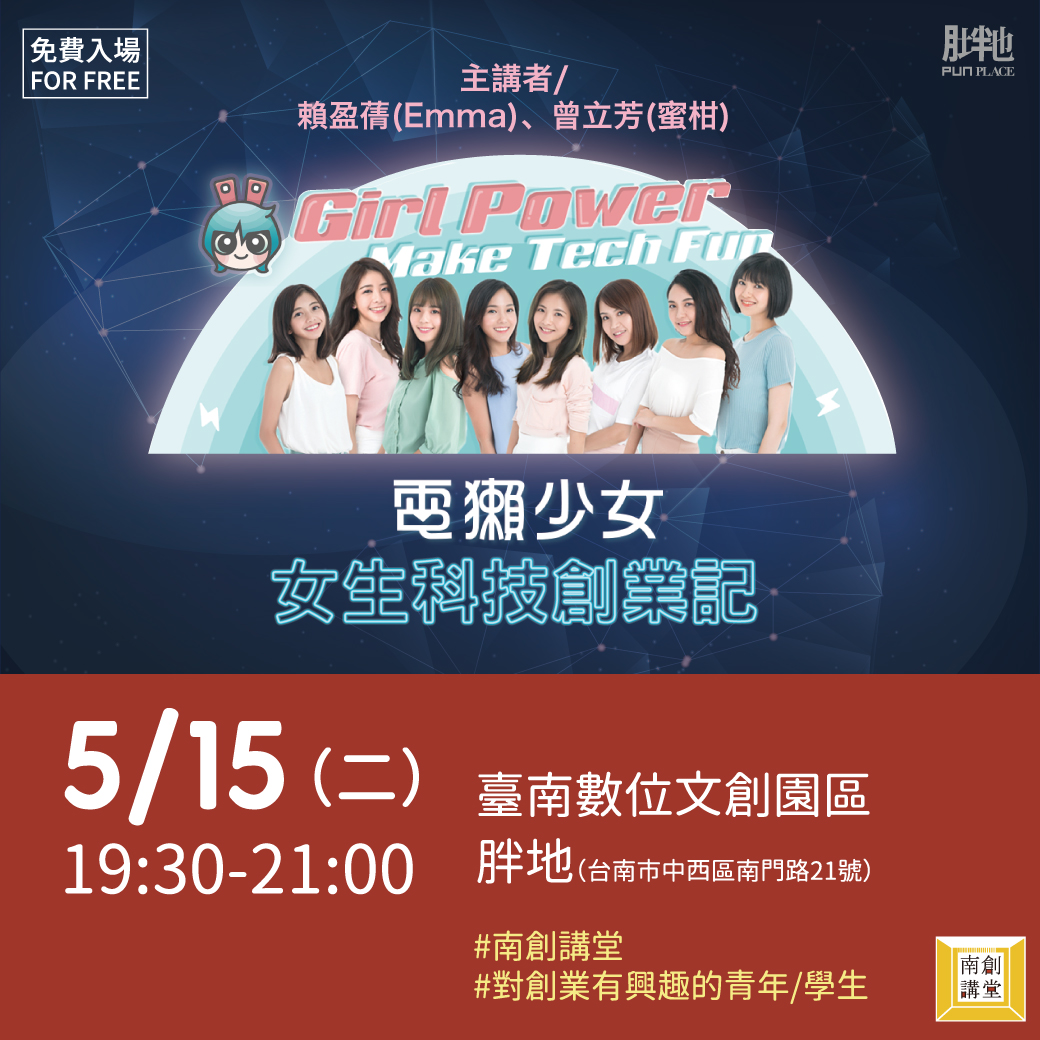 免費入場
FOR FREE
胖地
PUN PLACE
主講者/
賴盈蒨(Emma)、曾立芳(蜜柑)
Girl Power
Make Tech Fun
電獺少女
女生科技創業記
5/15(二)
19:30-21:00
臺南數位文創園區
胖地(台南市中西區南門路21號)
#南創講堂
#對創業有興趣的青年/學生
南創
講堂